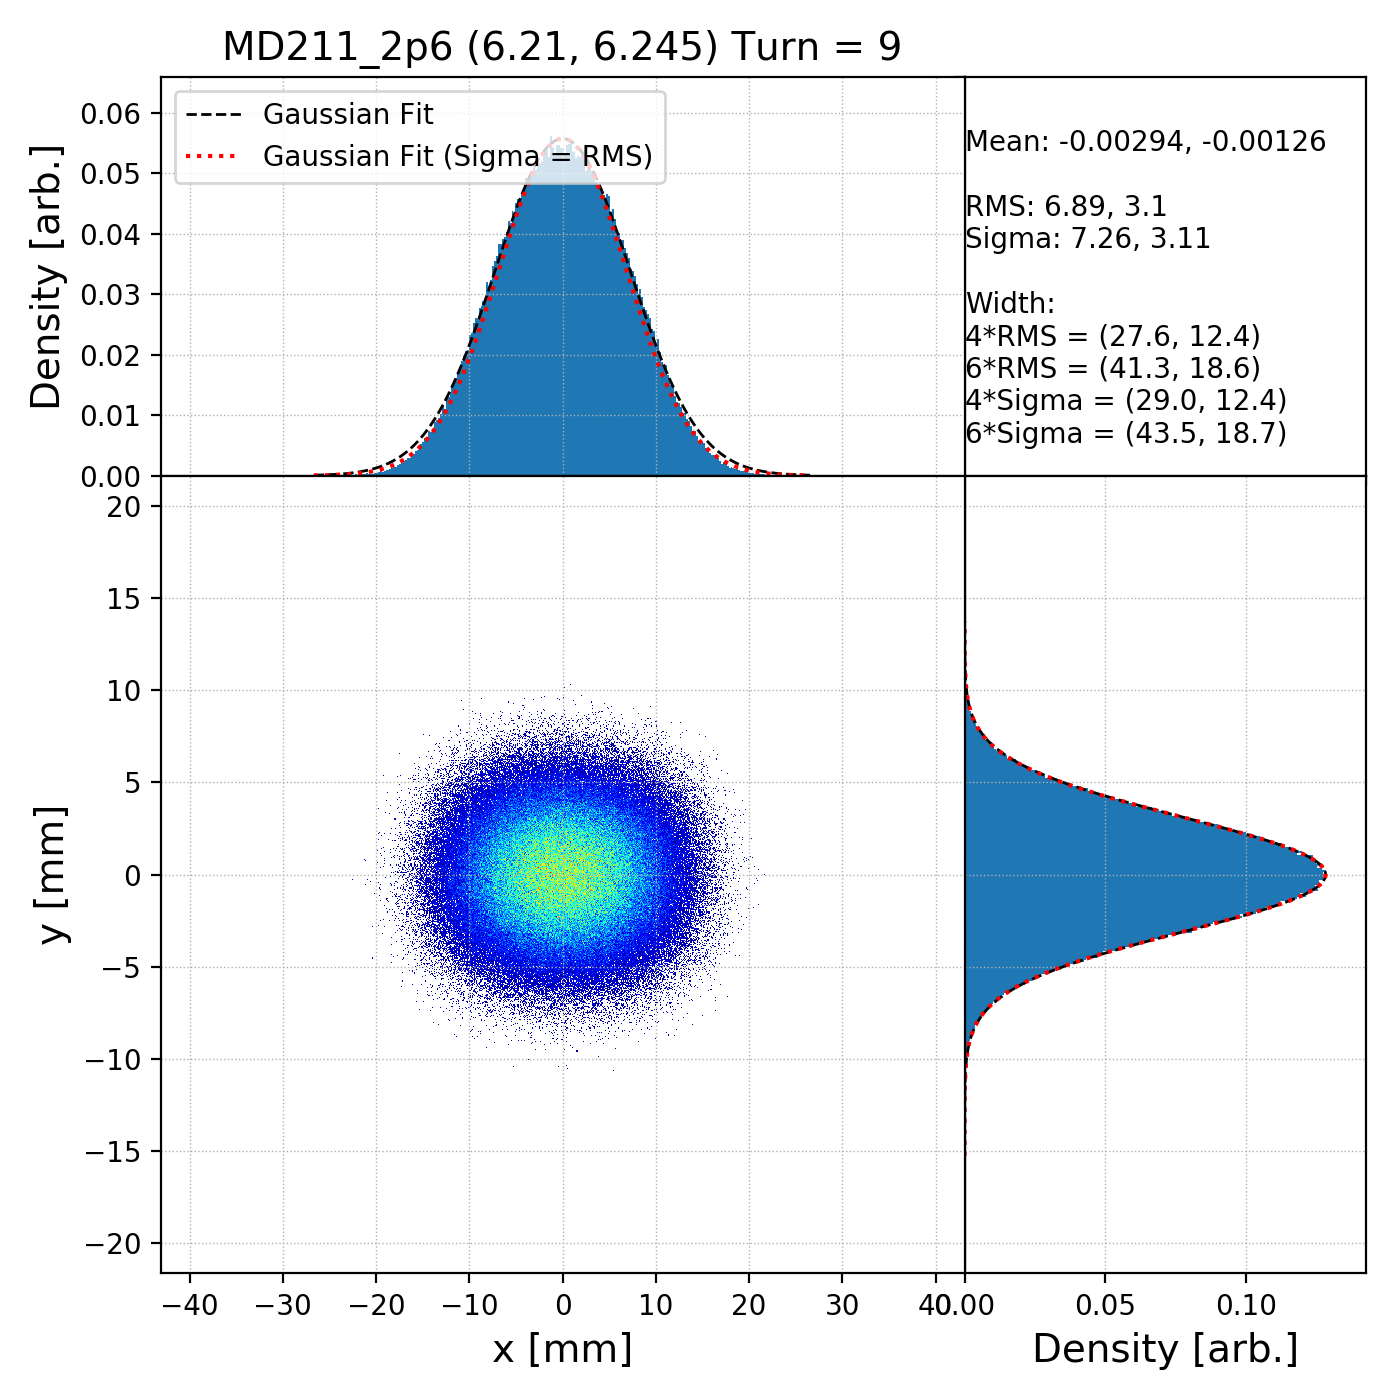 MD211_2p6 (6.21, 6.245) Turn = 9
Gaussian Fit
Gaussian Fit (Sigma = RMS)
Density [arb.]
0.06
0.05
0.04
0.03
0.02
0.01
0.00
Mean: -0.00294, -0.00126
RMS: 6.89, 3.1
Sigma: 7.26, 3.11
Width:
4*RMS = (27.6, 12.4)
6*RMS = (41.3, 18.6)
4*Sigma = (29.0, 12.4)
6*Sigma = (43.5, 18.7)
y [mm]
20
15
10
5
0
−5
−10
−15
−20
−40 −30 −20 −10 0 10 20 30 40
x [mm]
0.00 0.05 0.10
Density [arb.]